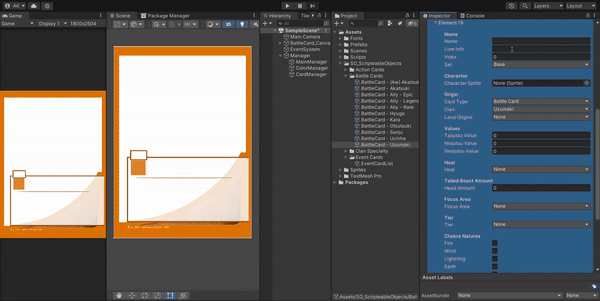 AK
Layers
Layout
Game
Scene
Package Manager
Hierarchy
Tile
Project
Inspector
Console
Game
Display 1
1800x2504
SampleScene*
Main Camera
BattleCard_Canva
EventSystem
Manager
MainManager
ColorManager
CardManager
Assets
Fonts
Prefabs
Scenes
Scripts
SO_ScripteableObjects
Action Cards
Battle Cards
BattleCard - (Aw) Akatsuki
BattleCard - Akatsuki
BattleCard - Ally - Epic
BattleCard - Ally - Legen
BattleCard - Ally - Rare
BattleCard - Hyuga
BattleCard - Kara
BattleCard - Otsutsuki
BattleCard - Senju
BattleCard - Uchiha
BattleCard - Uzumaki
Clan Specialty
Event Cards
EventCardList
Sprites
TextMesh Pro
Packages
Assets/SO_ScripteableObjects/Bat
Name
Name
Lore Info
Index 0
Set Base
Character
Character Sprite None (Sprite)
Origin
Card Type Battle Card
Clan Uzumaki
Land Origins None
Values
Taijutsu Value 0
Ninjutsu Value 0
Genjutsu Value 0
Heal
Heal None
Tailed Beast Amount
Head Amount 0
Focus Area
Focus Area None
Tier
Tier None
Chakra Natures
Fire
Wind
Lightning
Earth
Asset Labels
AssetBundle None None